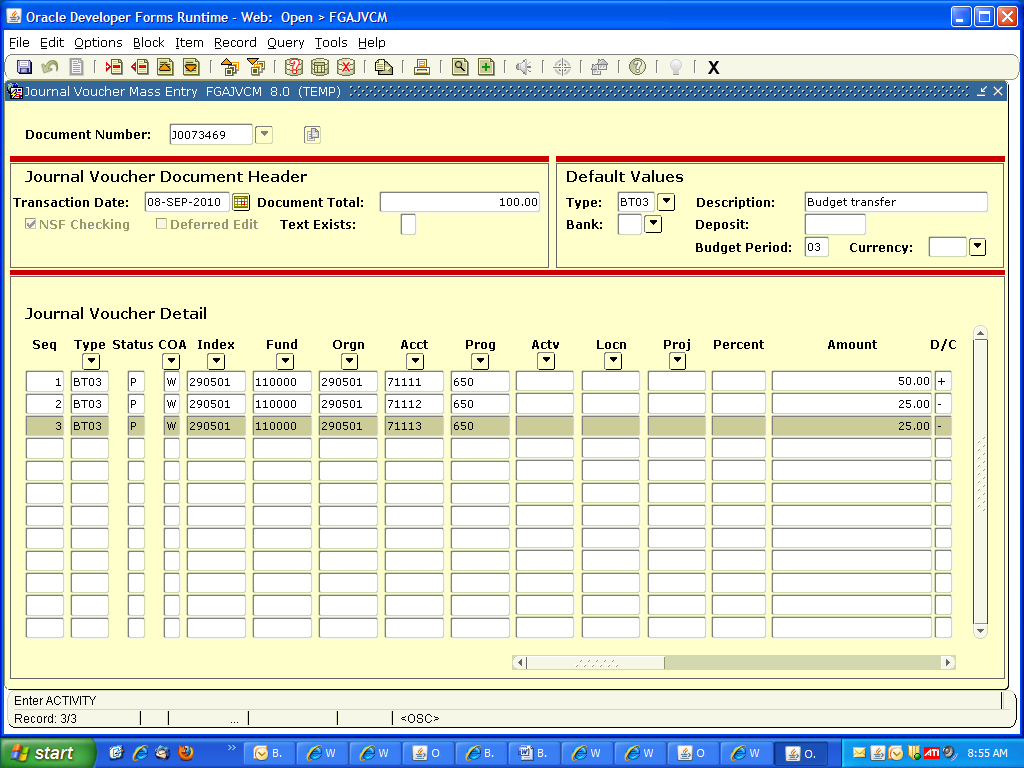 Oracle Developer Forms Runtime - Web: Open > FGAJVCM
File Edit Options Block Item Record Query Tools Help
X
Journal Voucher Mass Entry FGAJVCM 8.0 (TEMP)
Document Number: J0073469
Journal Voucher Document Header
Transaction Date: 08-SEP-2010 Document Total: 100.00
NSF Checking Deferred Edit Text Exists:
Default Values
Type: BT03 Description: Budget transfer
Bank: Deposit:
Budget Period: 03 Currency:
Journal Voucher Detail
Seq Type Status COA Index Fund Orgn Acct Prog Actv Locn Proj Percent Amount D/C
1 BT03 P W 290501 110000 290501 71111 650 50.00 +
2 BT03 P W 290501 110000 290501 71112 650 25.00 -
3 BT03 P W 290501 110000 290501 71113 650 25.00 -
Enter ACTIVITY
Record: 3/3 ... <OSC>
start » B. W W O B. B. W W O W O. ATI 8:55 AM